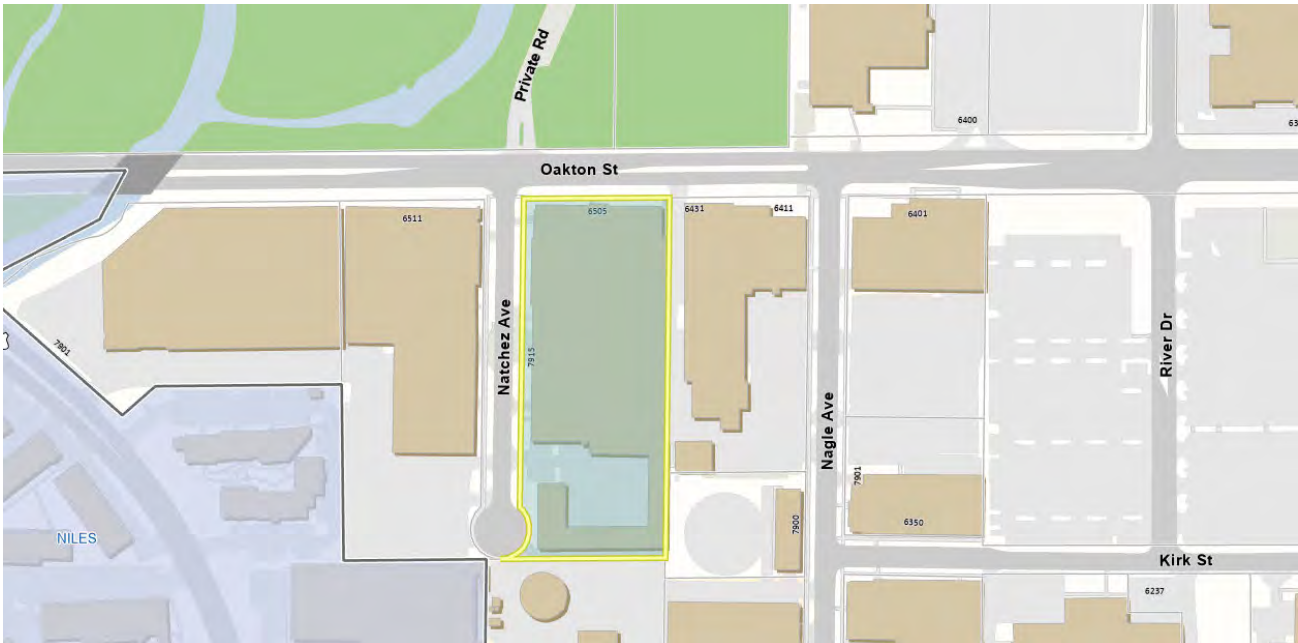 Private Rd
6400
63
Oakton St
6511
6505
6431
6411
6401
7901
7915
Natchez Ave
River Dr
Nagle Ave
7901
NILES
7900
6350
Kirk St
6237